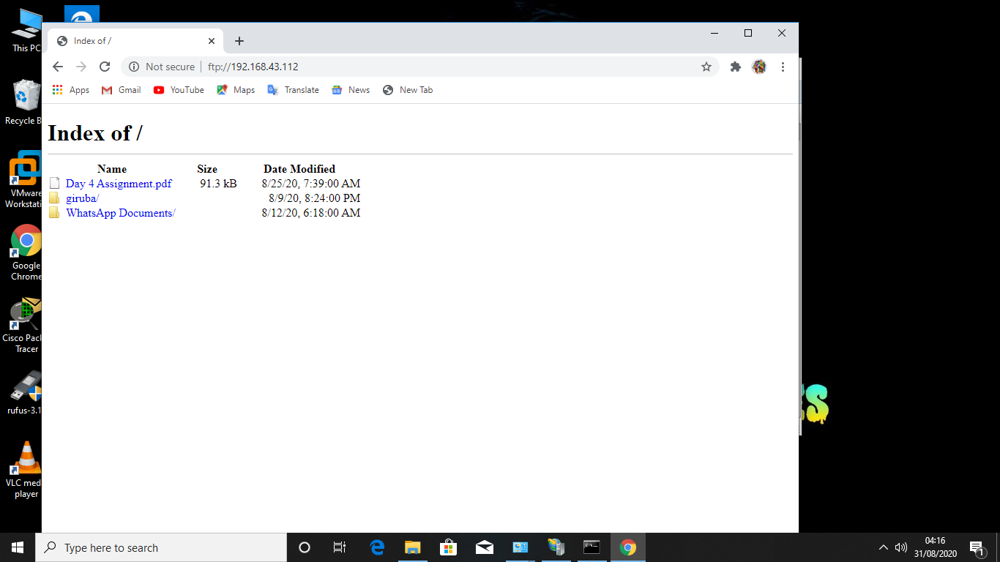 This PC
Recycle B
VMware
Workstati
Google
Chrome
Cisco Pack
Tracer
rufus-3.1
VLC med
player
Index of /
Not secure ftp://192.168.43.112
Apps Gmail YouTube Maps Translate News New Tab
Index of /
Name Size Date Modified
Day 4 Assignment.pdf 91.3 kB 8/25/20, 7:39:00 AM
giruba/ 8/9/20, 8:24:00 PM
WhatsApp Documents/ 8/12/20, 6:18:00 AM
S
Type here to search
04:16
31/08/2020
1